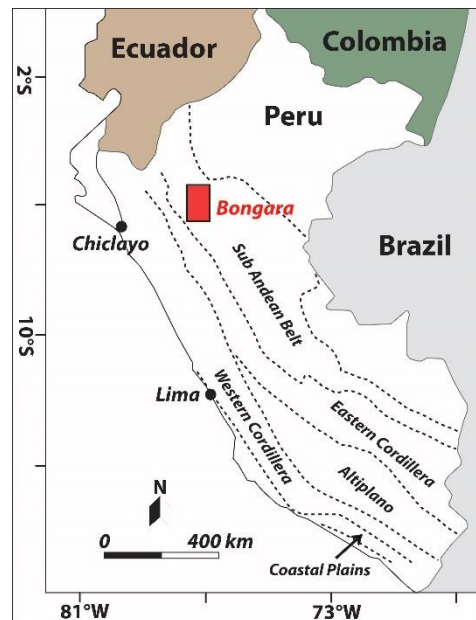 Ecuador
Colombia
2°S
Peru
Bongara
Chiclayo
Brazil
Sub Andean Belt
10°S
Lima
Western Cordillera
Eastern Cordillera
Altiplano
N
0 400 km
Coastal Plains
81°W 73°W